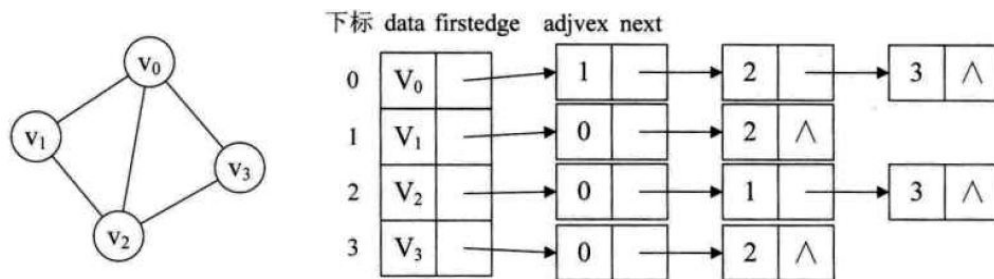 下标 data firstedge adjvex next
v₀
v₁
v₂
v₃
0 V₀ 1 2 3 ∧
1 V₁ 0 2 ∧
2 V₂ 0 1 3 ∧
3 V₃ 0 2 ∧